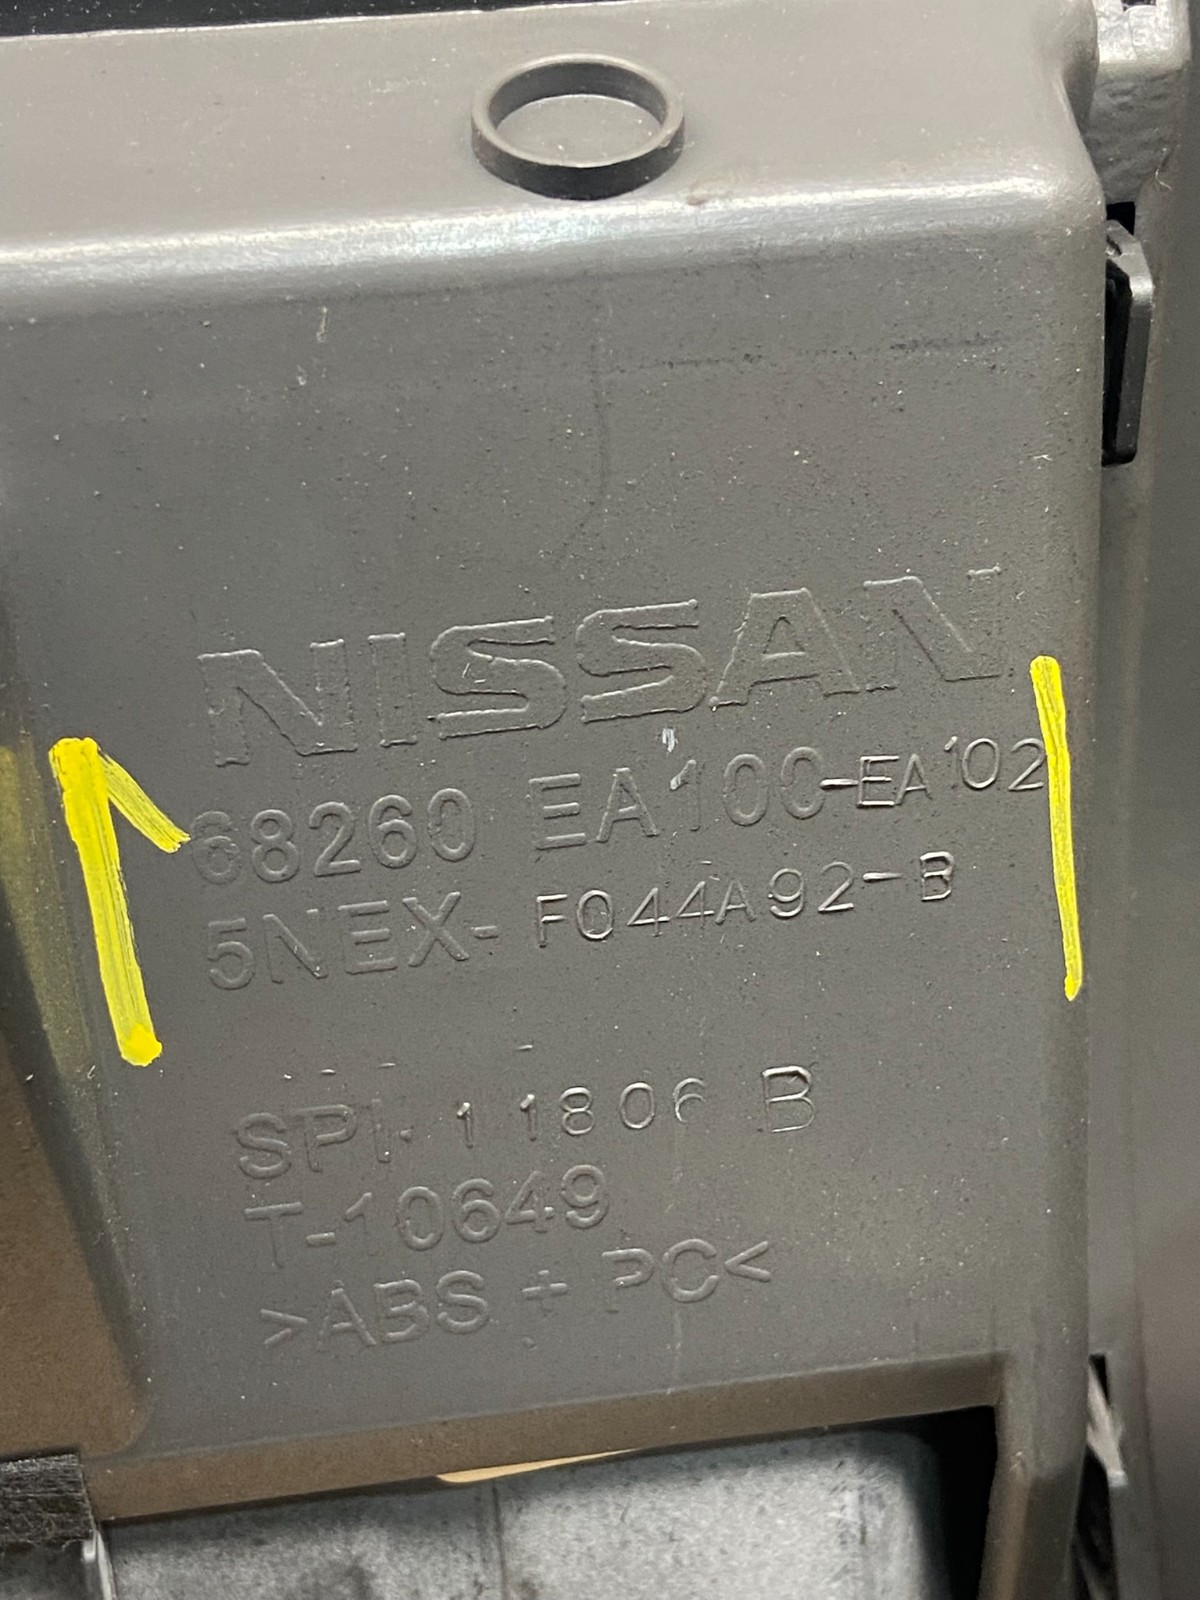 NISSAN
68260 EA100-EA102
5NEX- F044A92-B
SPI- 11806 B
T-10649
>ABS + PC<